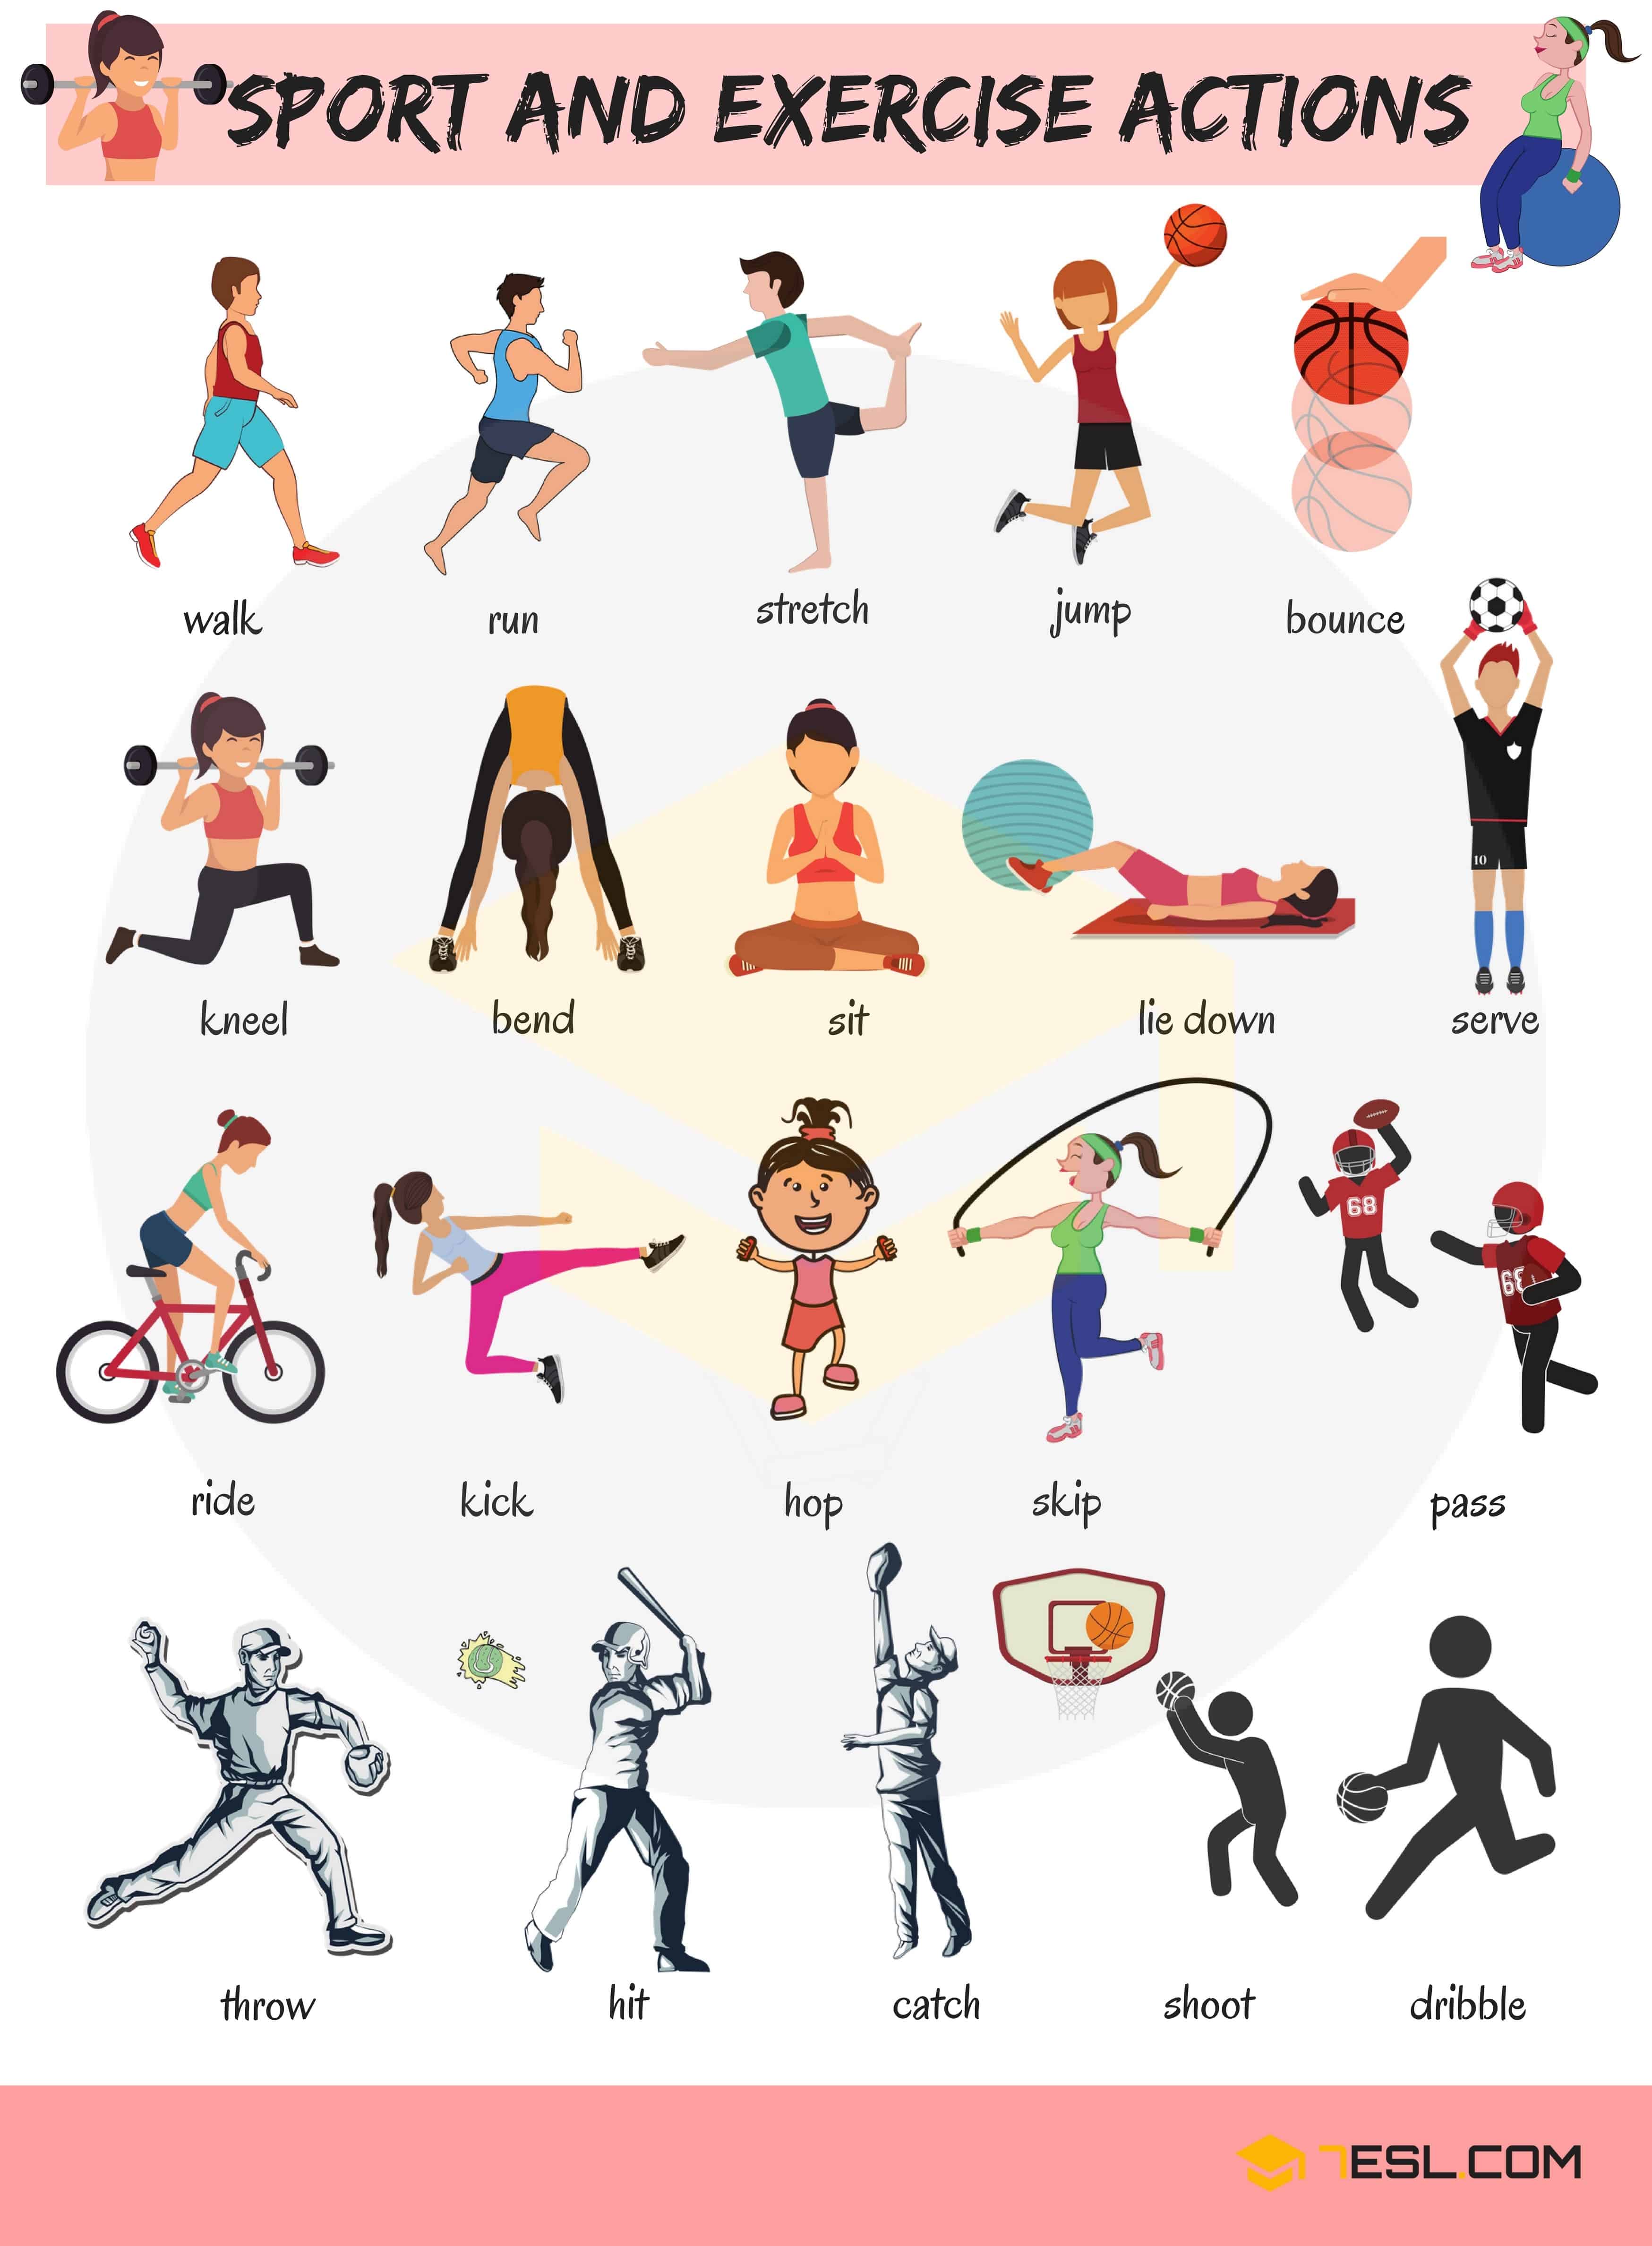 SPORT AND EXERCISE ACTIONS
walk
run
stretch
jump
bounce
10
kneel
bend
sit
lie down
serve
68
68
ride
kick
hop
skip
pass
throw
hit
catch
shoot
dribble
7ESL.COM